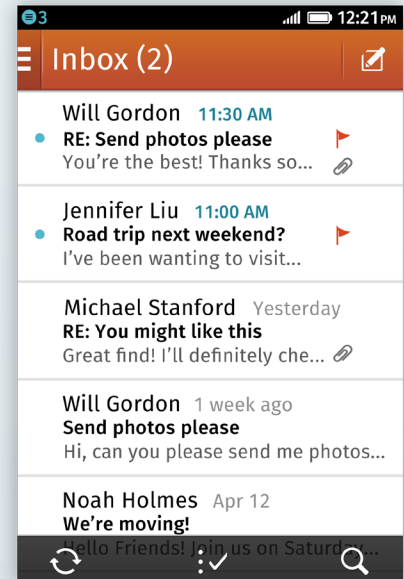 3 12:21PM
Inbox (2)
Will Gordon 11:30 AM
RE: Send photos please
You're the best! Thanks so...
Jennifer Liu 11:00 AM
Road trip next weekend?
I've been wanting to visit...
Michael Stanford Yesterday
RE: You might like this
Great find! I'll definitely che...
Will Gordon 1 week ago
Send photos please
Hi, can you please send me photos...
Noah Holmes Apr 12
We're moving!
Hello Friends! Join us on Saturday...